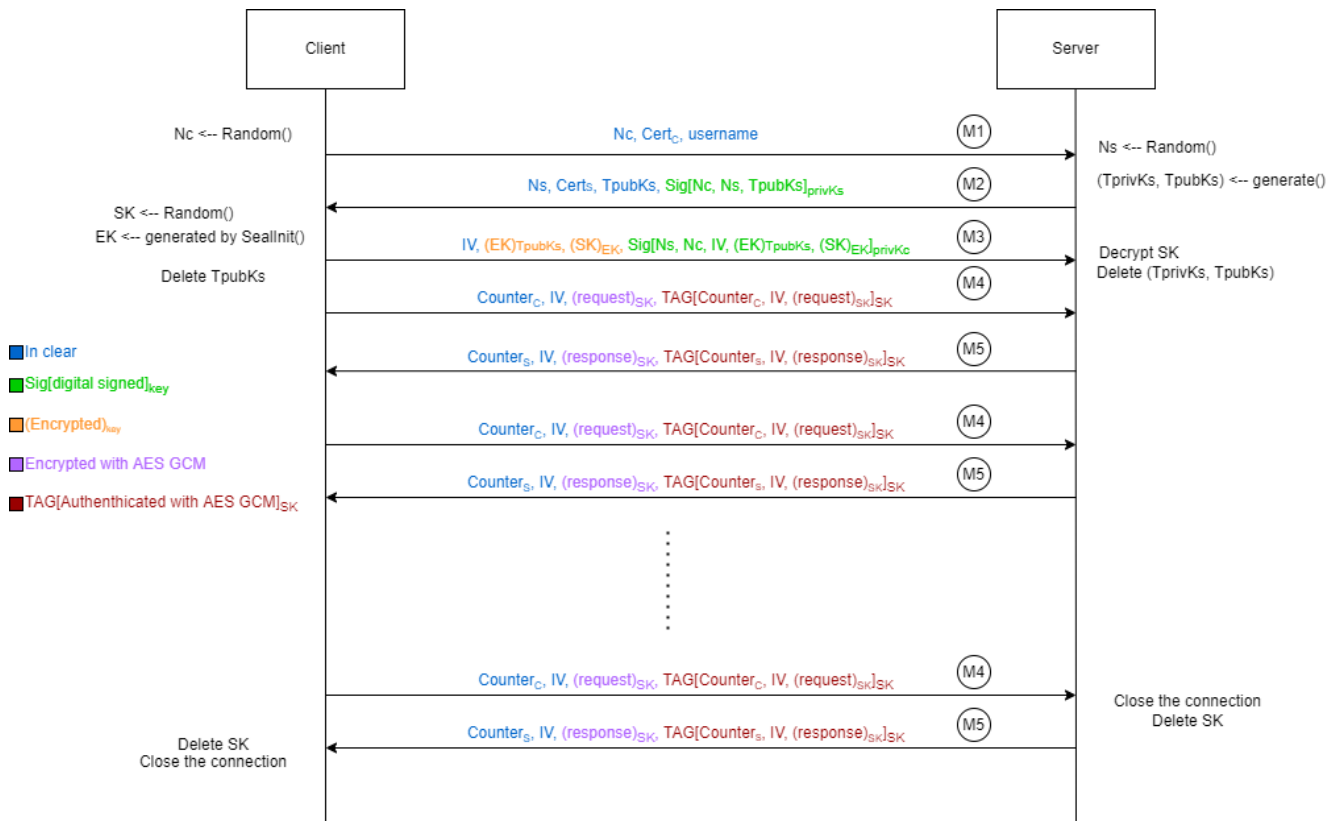 Client
Server
Nc <-- Random()
Nc, CertC, username
M1
Ns <-- Random()
(TprivKs, TpubKs) <-- generate()
Ns, Certs, TpubKs, Sig[Nc, Ns, TpubKs]privKs
M2
SK <-- Random()
EK <-- generated by SealInit()
IV, (EK)TpubKs, (SK)EK, Sig[Ns, Nc, IV, (EK)TpubKs, (SK)EK]privKc
M3
Decrypt SK
Delete (TprivKs, TpubKs)
Delete TpubKs
CounterC, IV, (request)SK, TAG[CounterC, IV, (request)SK]SK
M4
In clear
Counters, IV, (response)SK, TAG[Counters, IV, (response)SK]SK
M5
Sig[digital signed]key
(Encrypted)key
CounterC, IV, (request)SK, TAG[CounterC, IV, (request)SK]SK
M4
Encrypted with AES GCM
Counters, IV, (response)SK, TAG[Counters, IV, (response)SK]SK
M5
TAG[Authenthicated with AES GCM]SK
CounterC, IV, (request)SK, TAG[CounterC, IV, (request)SK]SK
M4
Close the connection
Delete SK
Counters, IV, (response)SK, TAG[Counters, IV, (response)SK]SK
M5
Delete SK
Close the connection